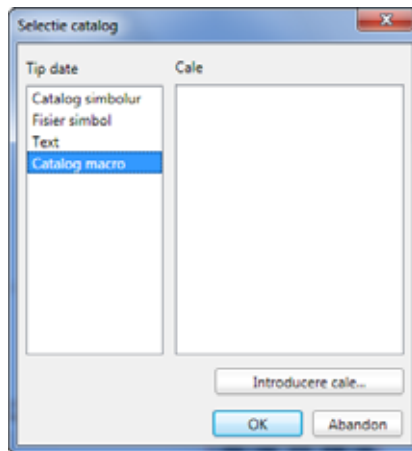 Selectie catalog
Tip date
Cale
Catalog simbolur
Fisier simbol
Text
Catalog macro
Introducere cale...
OK
Abandon